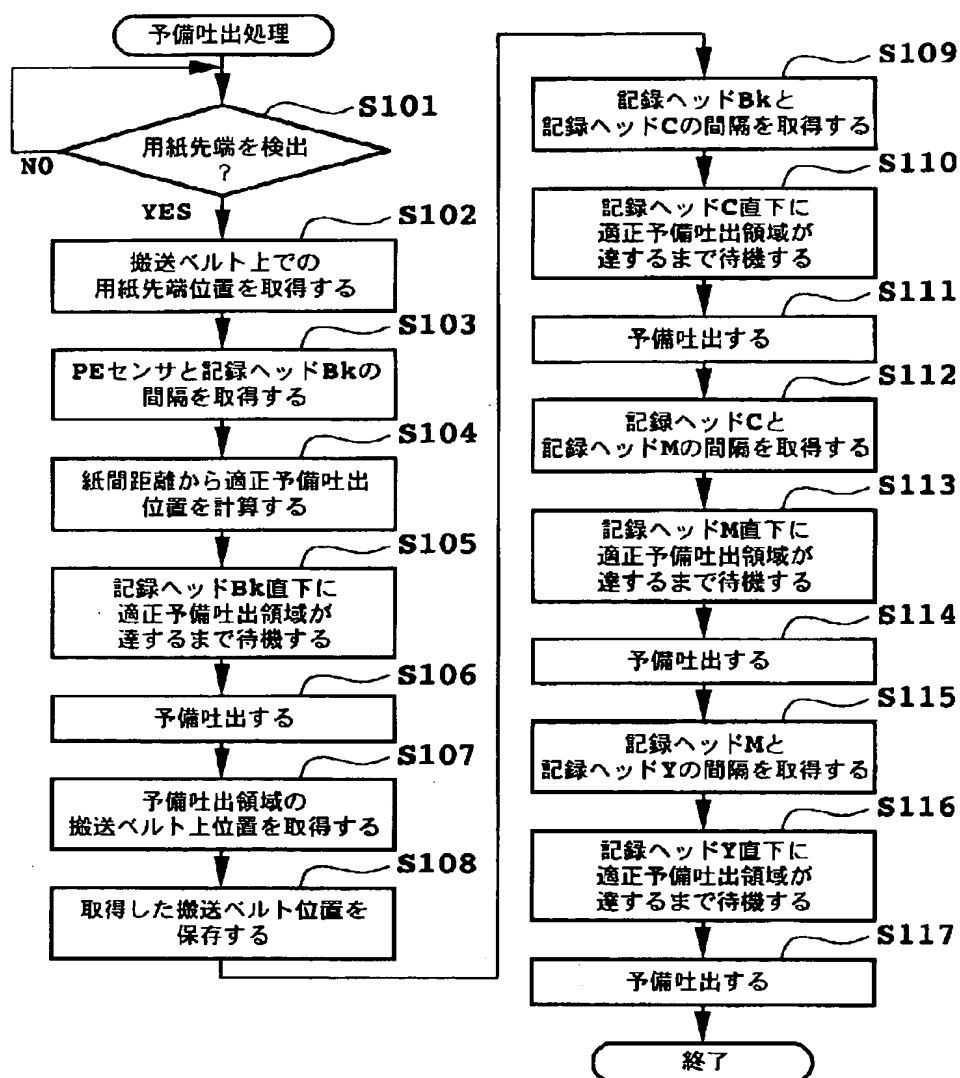 予備吐出処理
S101
用紙先端を検出
?
NO
YES
S102
搬送ベルト上での
用紙先端位置を取得する
S103
PEセンサと記録ヘッドBkの
間隔を取得する
S104
紙間距離から適正予備吐出
位置を計算する
S105
記録ヘッドBk直下に
適正予備吐出領域が
達するまで待機する
S106
予備吐出する
S107
予備吐出領域の
搬送ベルト上位置を取得する
S108
取得した搬送ベルト位置を
保存する
S109
記録ヘッドBkと
記録ヘッドCの間隔を取得する
S110
記録ヘッドC直下に
適正予備吐出領域が
達するまで待機する
S111
予備吐出する
S112
記録ヘッドCと
記録ヘッドMの間隔を取得する
S113
記録ヘッドM直下に
適正予備吐出領域が
達するまで待機する
S114
予備吐出する
S115
記録ヘッドMと
記録ヘッドYの間隔を取得する
S116
記録ヘッドY直下に
適正予備吐出領域が
達するまで待機する
S117
予備吐出する
終了